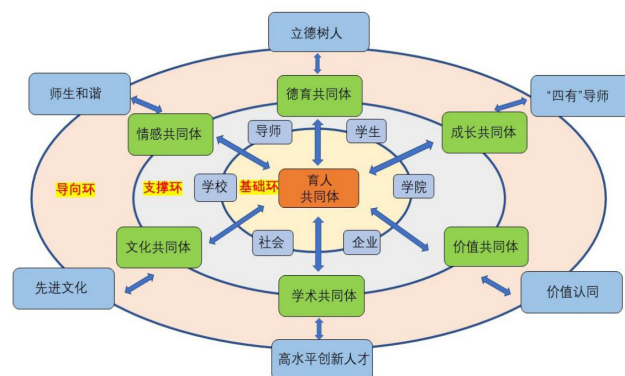 立德树人
师生和谐
德育共同体
“四有”导师
情感共同体
导师
学生
成长共同体
导向环
支撑环
学校
基础环
育人
共同体
学院
文化共同体
社会
企业
价值共同体
先进文化
学术共同体
价值认同
高水平创新人才